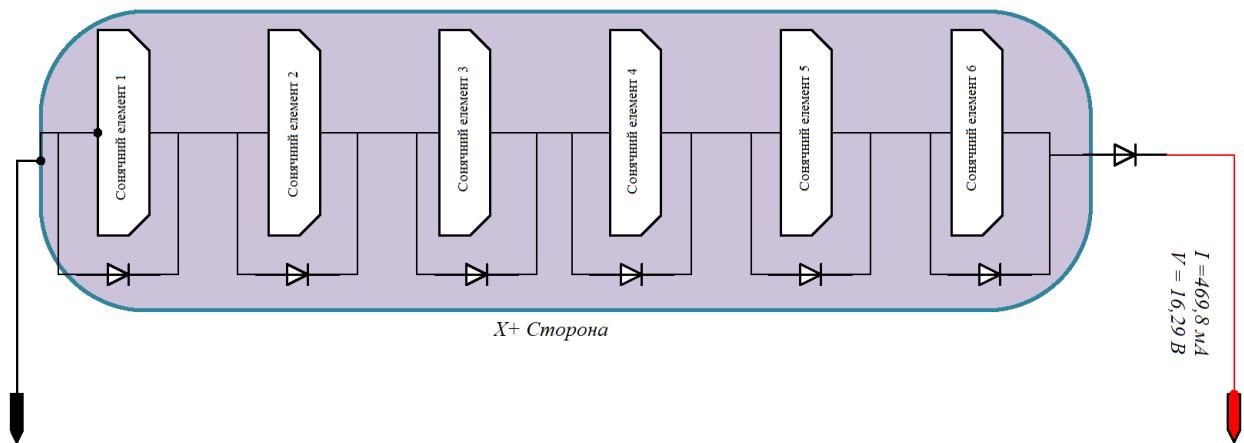 Сонячний елемент 1
Сонячний елемент 2
Сонячний елемент 3
Сонячний елемент 4
Сонячний елемент 5
Сонячний елемент 6
I =469,8 мА
V = 16,29 В
X+ Сторона